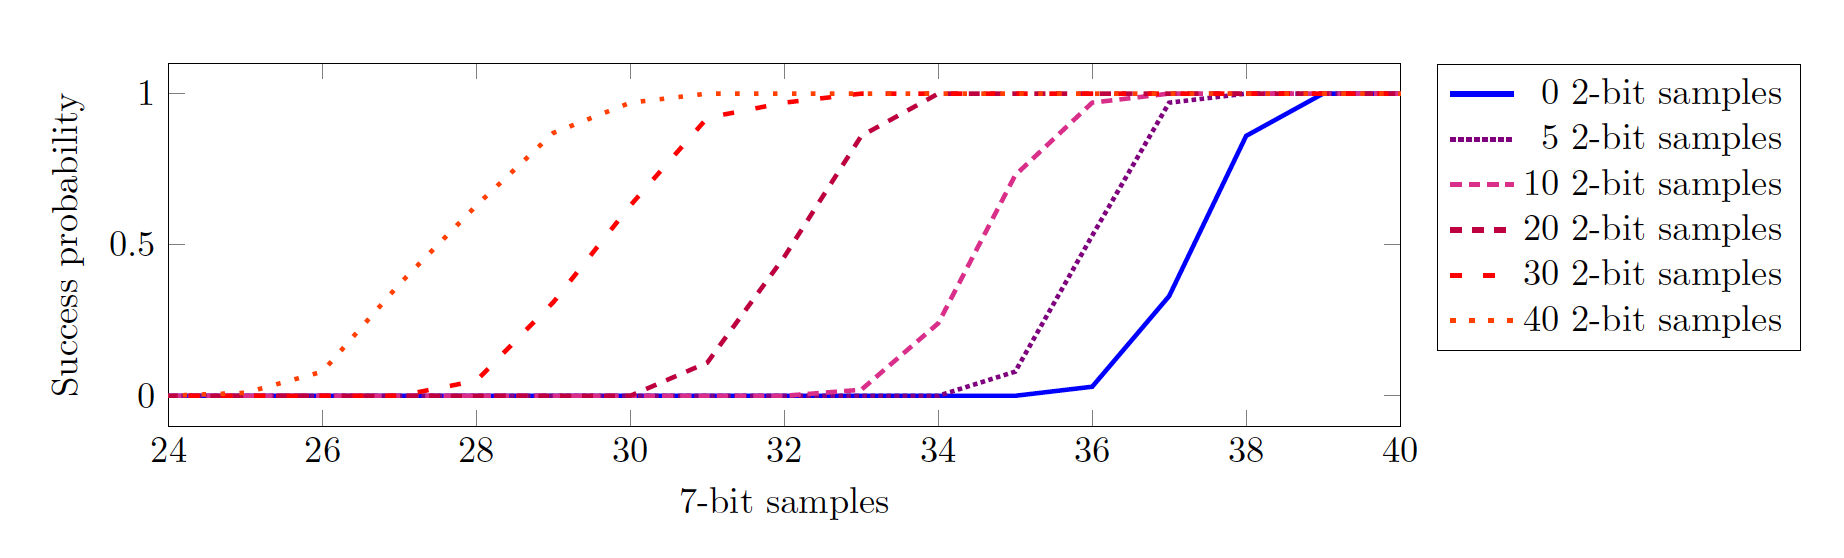 Success probability
1
0.5
0
24 26 28 30 32 34 36 38 40
7-bit samples
0 2-bit samples
5 2-bit samples
10 2-bit samples
20 2-bit samples
30 2-bit samples
40 2-bit samples